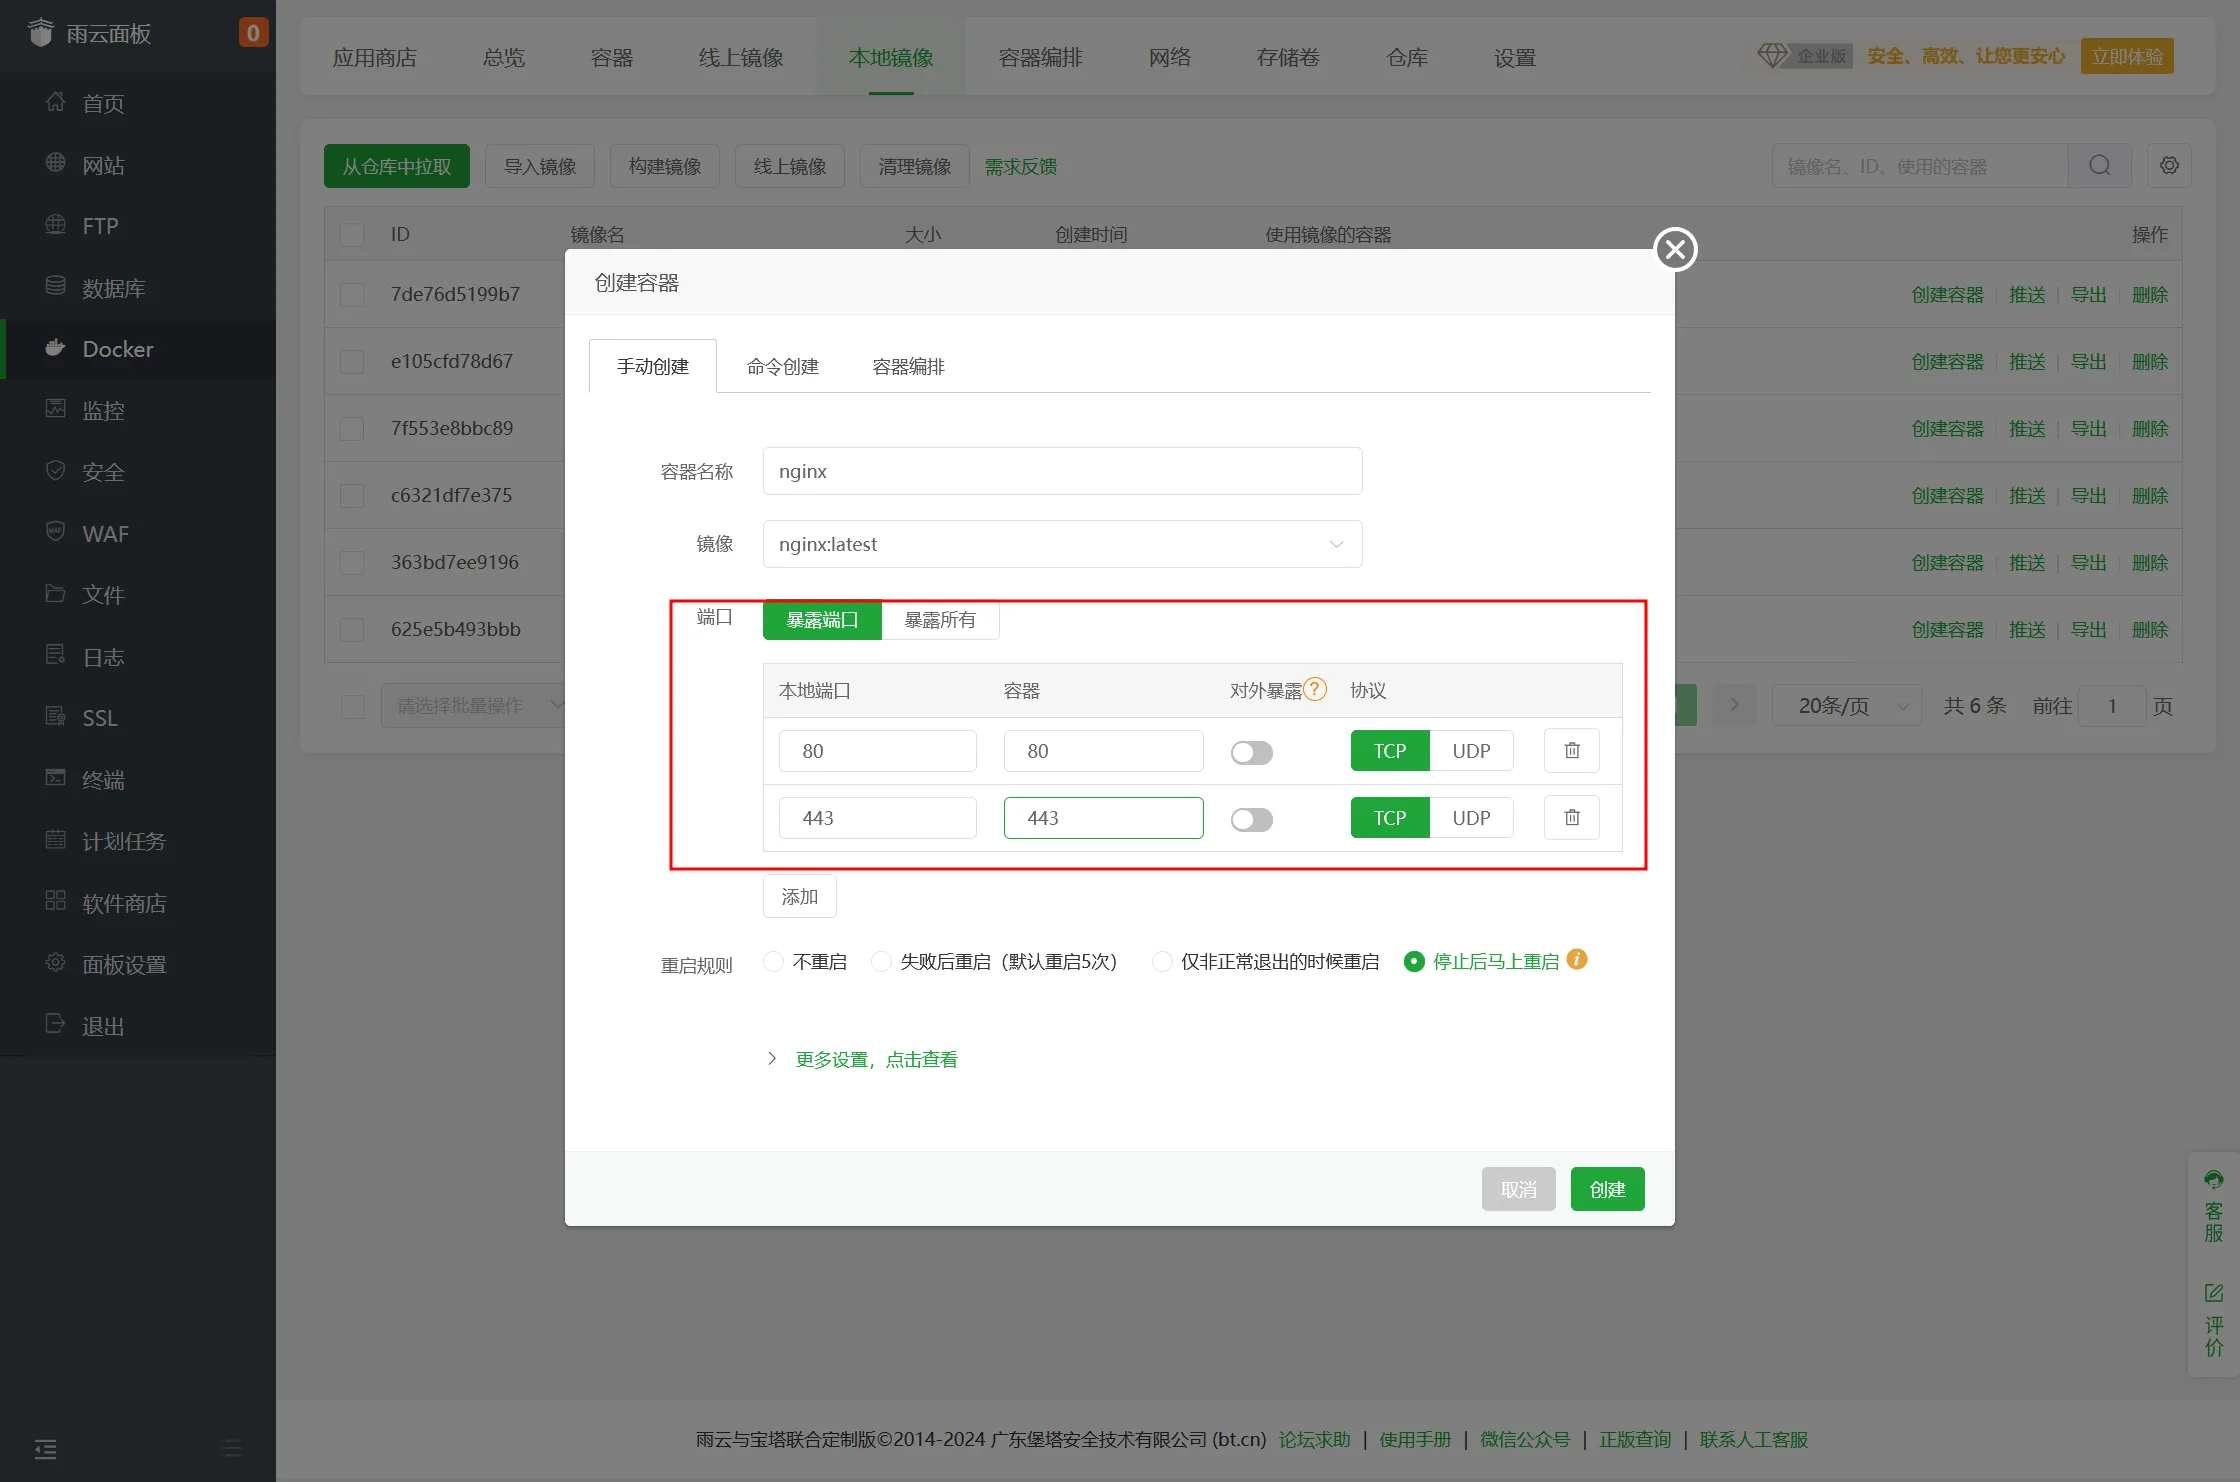 雨云面板
0
首页
网站
FTP
数据库
Docker
监控
安全
WAF
文件
日志
SSL
终端
计划任务
软件商店
面板设置
退出
应用商店 总览 容器 线上镜像 本地镜像 容器编排 网络 存储卷 仓库 设置
企业版 安全、高效、让您更安心 立即体验
从仓库中拉取 导入镜像 构建镜像 线上镜像 清理镜像 需求反馈
镜像名、ID、使用的容器
ID 镜像名 大小 创建时间 使用镜像的容器 操作
7de76d5199b7 创建容器 推送 导出 删除
e105cfd78d67 创建容器 推送 导出 删除
7f553e8bbc89 创建容器 推送 导出 删除
c6321df7e375 创建容器 推送 导出 删除
363bd7ee9196 创建容器 推送 导出 删除
625e5b493bbb 创建容器 推送 导出 删除
请选择批量操作
20条/页 共 6 条 前往 1 页
创建容器
手动创建 命令创建 容器编排
容器名称 nginx
镜像 nginx:latest
端口 暴露端口 暴露所有
本地端口 容器 对外暴露 ? 协议
80 80 TCP UDP
443 443 TCP UDP
添加
重启规则 不重启 失败后重启（默认重启5次） 仅非正常退出的时候重启 停止后马上重启 i
更多设置，点击查看
取消 创建
客服
评价
雨云与宝塔联合定制版©2014-2024 广东堡塔安全技术有限公司 (bt.cn) 论坛求助 | 使用手册 | 微信公众号 | 正版查询 | 联系人工客服